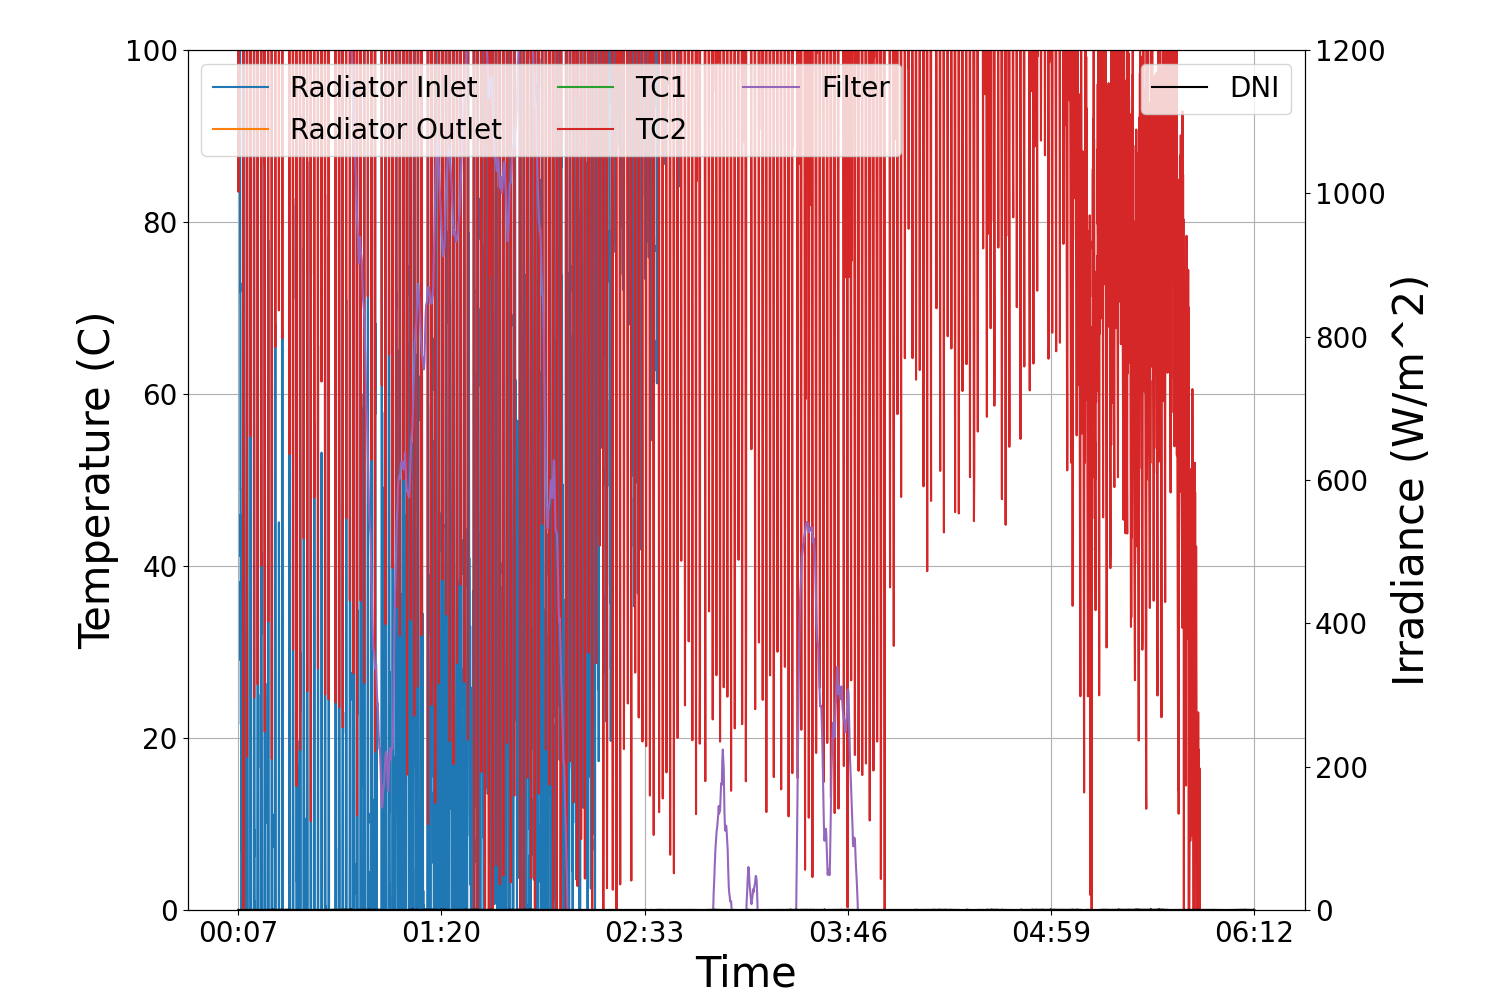 100
80
60
40
20
0
Temperature (C)
Radiator Inlet
Radiator Outlet
TC1
TC2
Filter
DNI
1200
1000
800
600
400
200
0
Irradiance (W/m^2)
00:07
01:20
02:33
03:46
04:59
06:12
Time